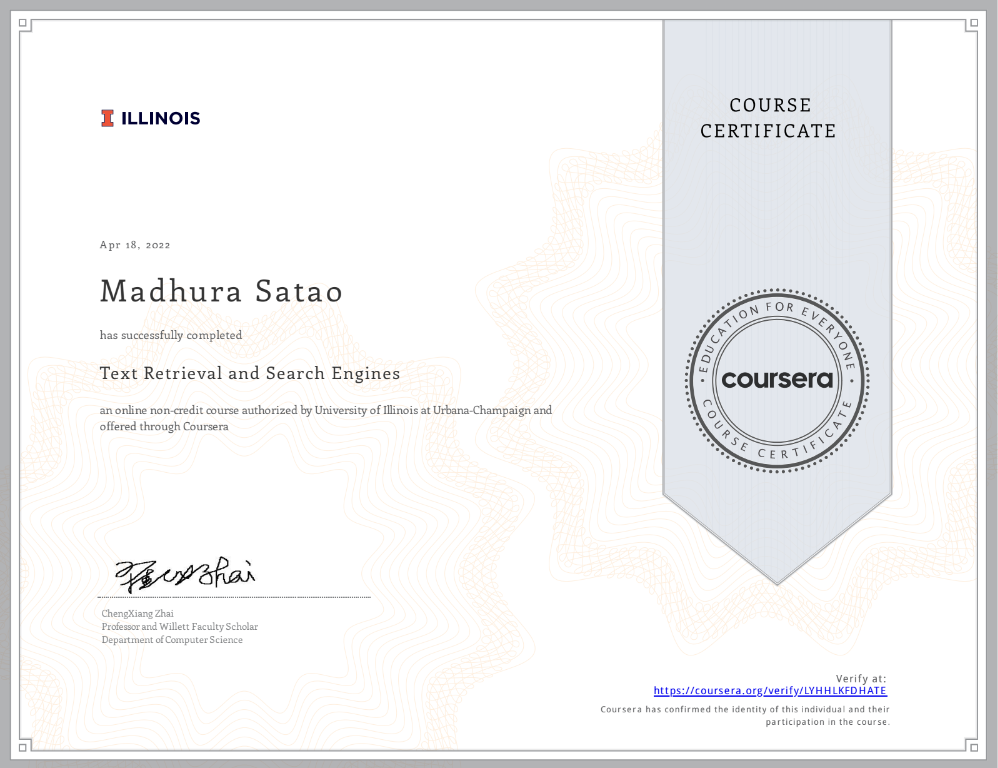 ILLINOIS
COURSE
CERTIFICATE
Apr 18, 2022
Madhura Satao
has successfully completed
Text Retrieval and Search Engines
an online non-credit course authorized by University of Illinois at Urbana-Champaign and
offered through Coursera
EDUCATION FOR EVERYONE
coursera
COURSE CERTIFICATE
ChengXiang Zhai
Professor and Willett Faculty Scholar
Department of Computer Science
Verify at:
https://coursera.org/verify/LYHHLKFDHATE
Coursera has confirmed the identity of this individual and their
participation in the course.